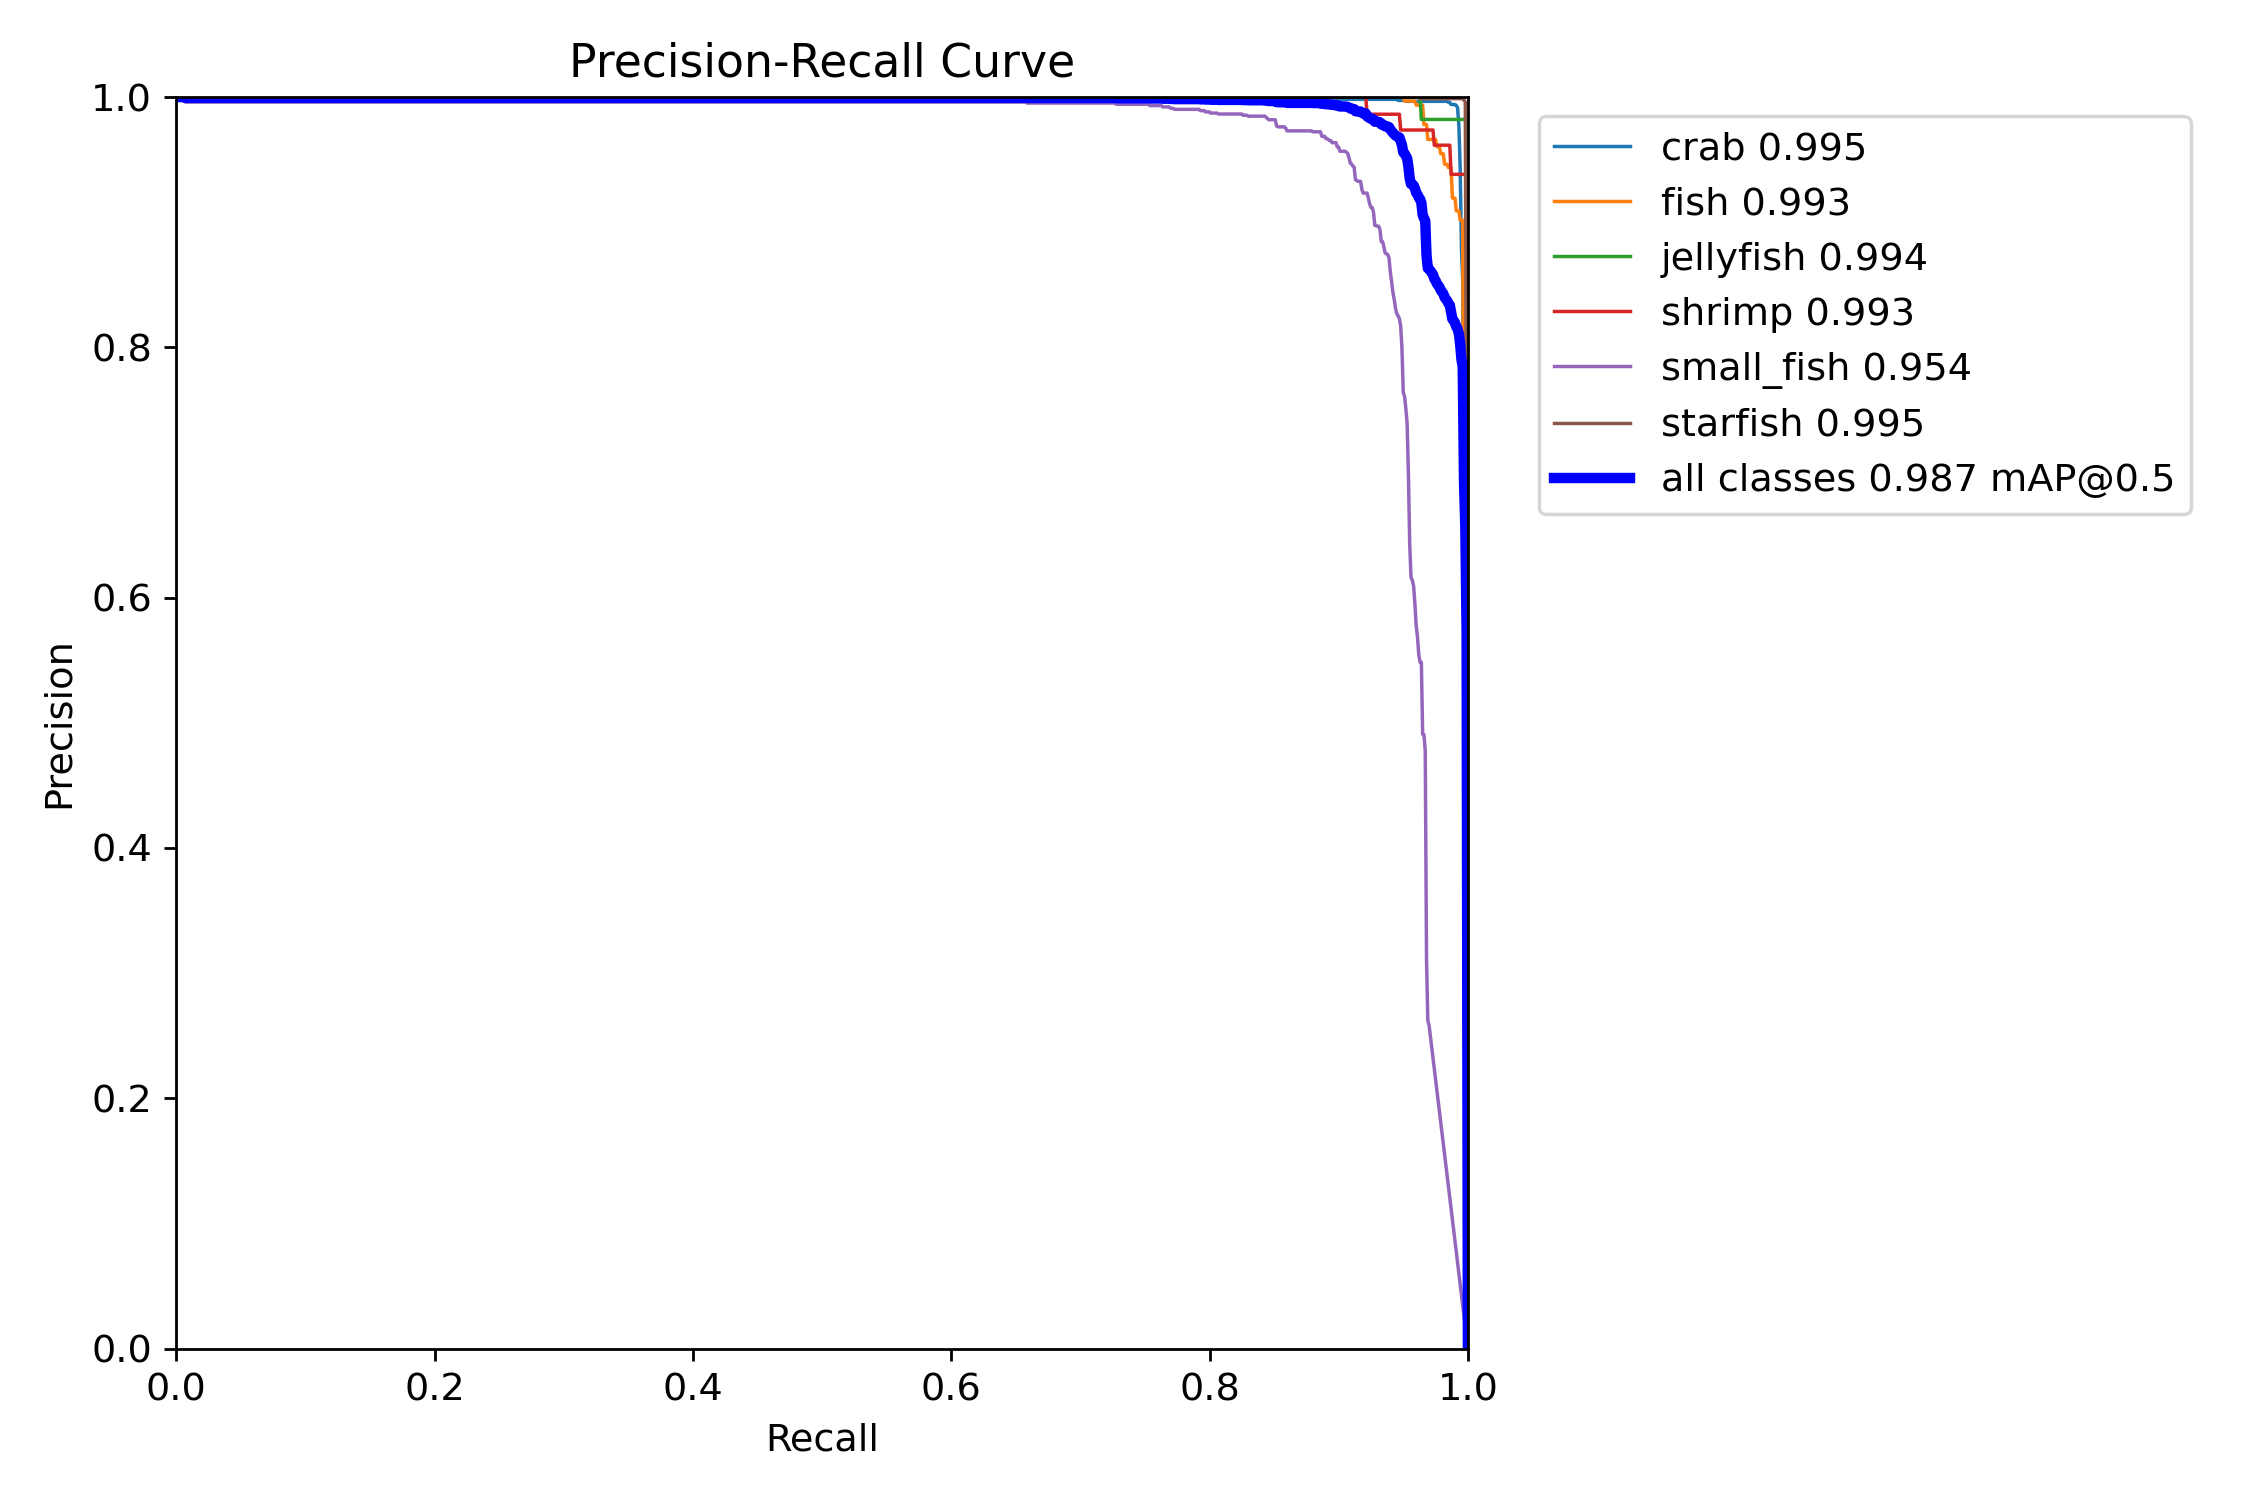 Precision-Recall Curve
1.0
0.8
0.6
0.4
0.2
0.0
Precision
0.0 0.2 0.4 0.6 0.8 1.0
Recall
crab 0.995
fish 0.993
jellyfish 0.994
shrimp 0.993
small_fish 0.954
starfish 0.995
all classes 0.987 mAP@0.5